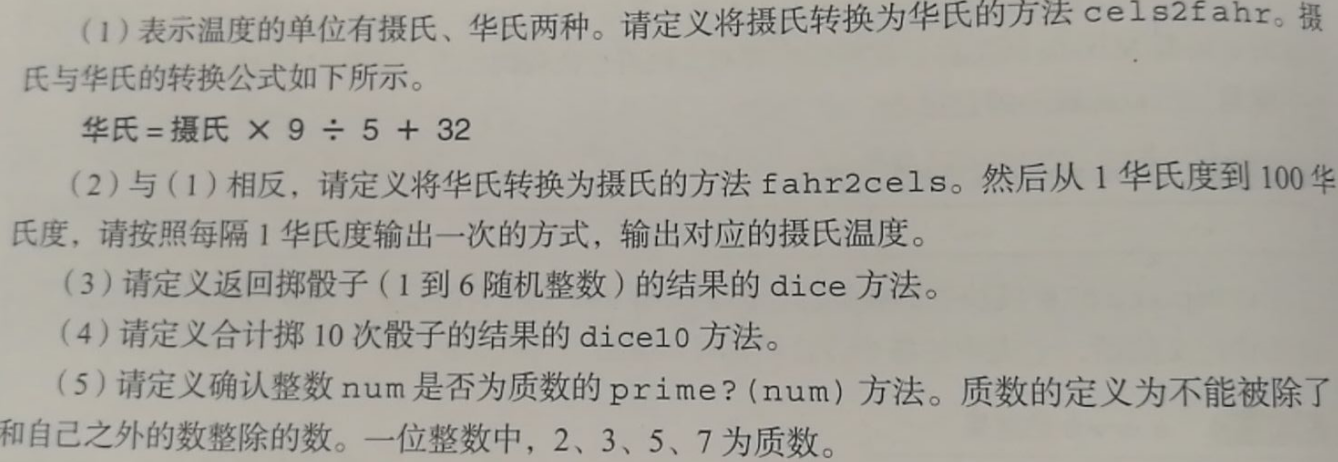 (1)表示温度的单位有摄氏、华氏两种。请定义将摄氏转换为华氏的方法 cels2fahr。摄
氏与华氏的转换公式如下所示。
华氏=摄氏 × 9 ÷ 5 + 32
(2)与(1)相反，请定义将华氏转换为摄氏的方法 fahr2cels。然后从 1 华氏度到 100 华
氏度，请按照每隔 1 华氏度输出一次的方式，输出对应的摄氏温度。
(3)请定义返回掷骰子(1 到 6 随机整数)的结果的 dice 方法。
(4)请定义合计掷 10 次骰子的结果的 dice10 方法。
(5)请定义确认整数 num 是否为质数的 prime?(num) 方法。质数的定义为不能被除了
和自己之外的数整除的数。一位整数中，2、3、5、7 为质数。